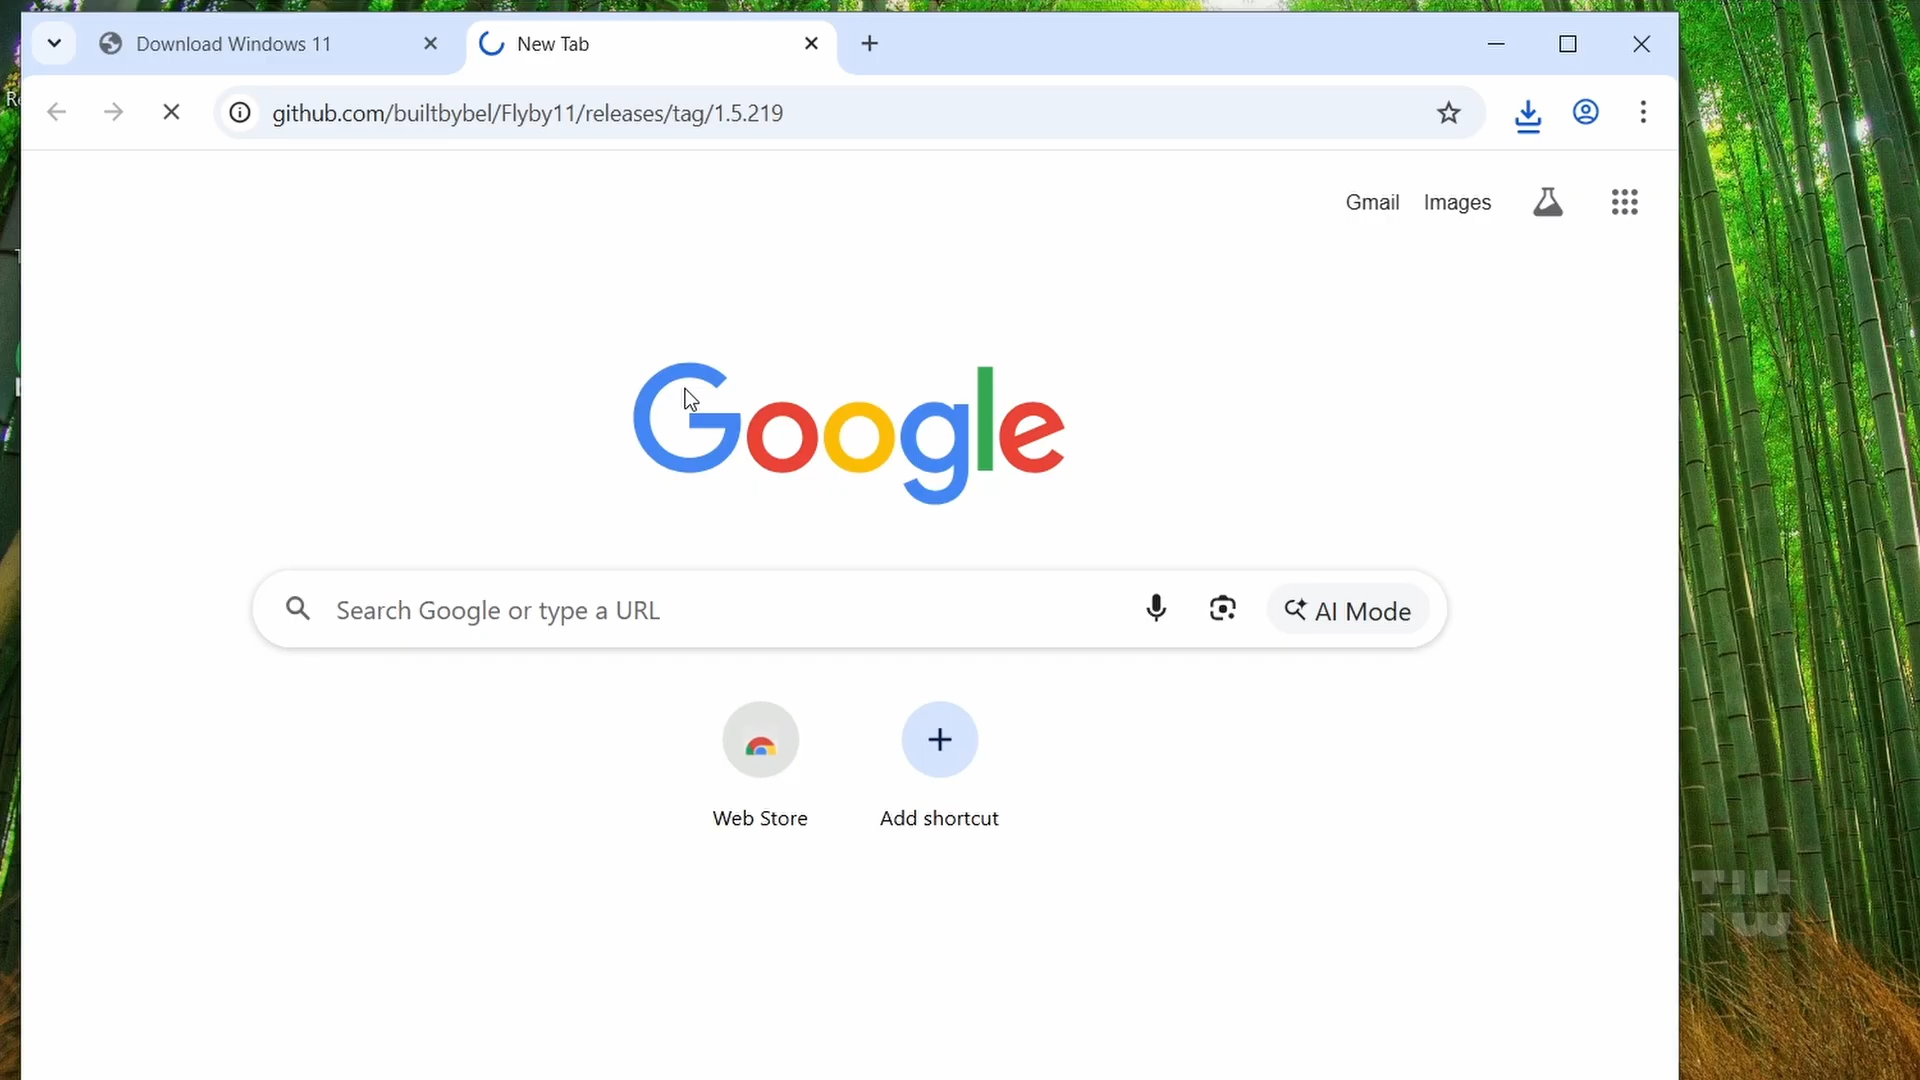 Download Windows 11
New Tab
github.com/builtbybel/Flyby11/releases/tag/1.5.219
Gmail
Images
Google
Search Google or type a URL
AI Mode
Web Store
Add shortcut